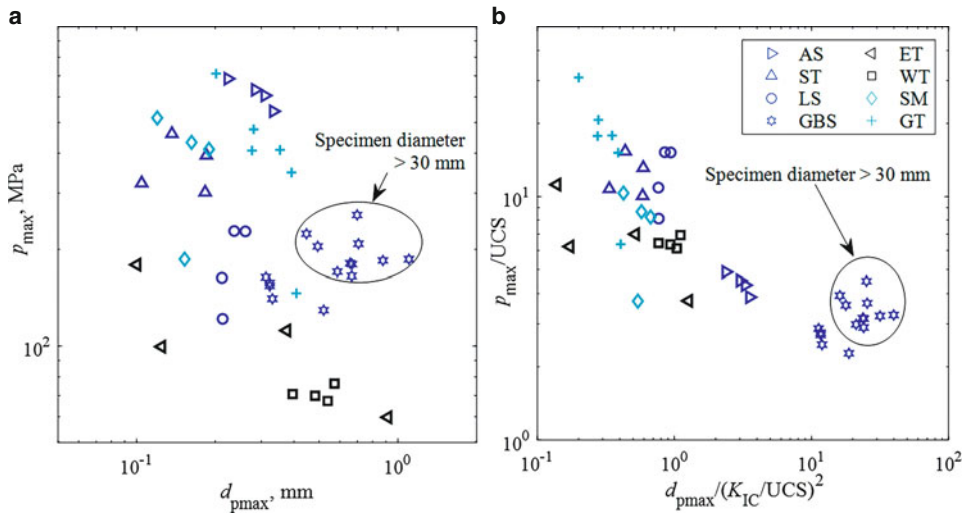 a
p_max, MPa
10^2
Specimen diameter
> 30 mm
10^-1
10^0
d_pmax, mm
b
p_max/UCS
10^1
10^0
AS
ST
LS
GBS
ET
WT
SM
GT
Specimen diameter > 30 mm
10^-1
10^0
10^1
10^2
d_pmax/(K_IC/UCS)^2